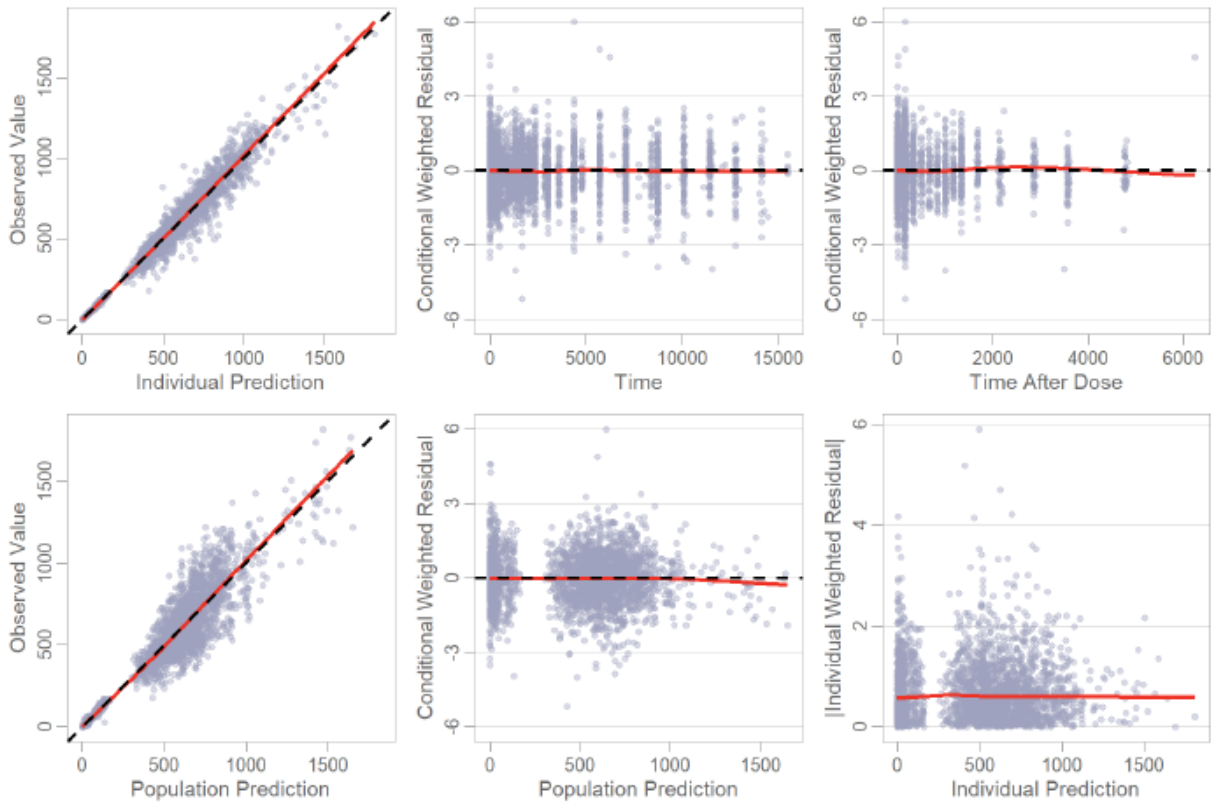 Observed Value
1500
1000
500
0
0 500 1000 1500
Individual Prediction
Conditional Weighted Residual
6
3
0
-3
-6
0 5000 10000 15000
Time
Conditional Weighted Residual
6
3
0
-3
-6
0 2000 4000 6000
Time After Dose
Observed Value
1500
1000
500
0
0 500 1000 1500
Population Prediction
Conditional Weighted Residual
6
3
0
-3
-6
0 500 1000 1500
Population Prediction
|Individual Weighted Residual|
6
4
2
0
0 500 1000 1500
Individual Prediction